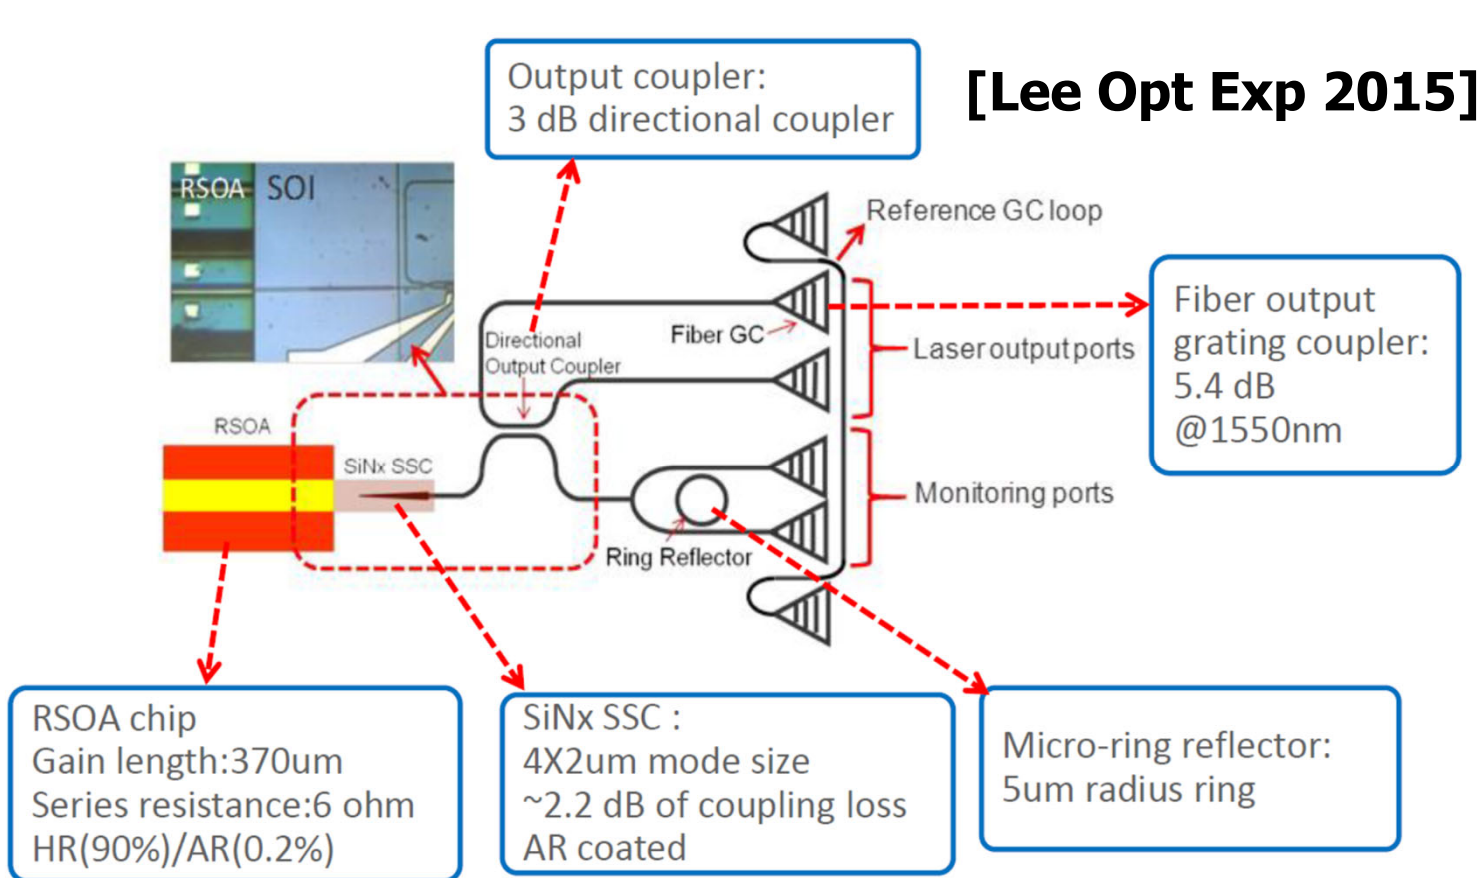 Output coupler:
3 dB directional coupler
[Lee Opt Exp 2015]
RSOA SOI
Reference GC loop
Fiber GC
Directional
Output Coupler
Laser output ports
Fiber output
grating coupler:
5.4 dB
@1550nm
RSOA
SiNx SSC
Monitoring ports
Ring Reflector
RSOA chip
Gain length:370um
Series resistance:6 ohm
HR(90%)/AR(0.2%)
SiNx SSC :
4X2um mode size
~2.2 dB of coupling loss
AR coated
Micro-ring reflector:
5um radius ring